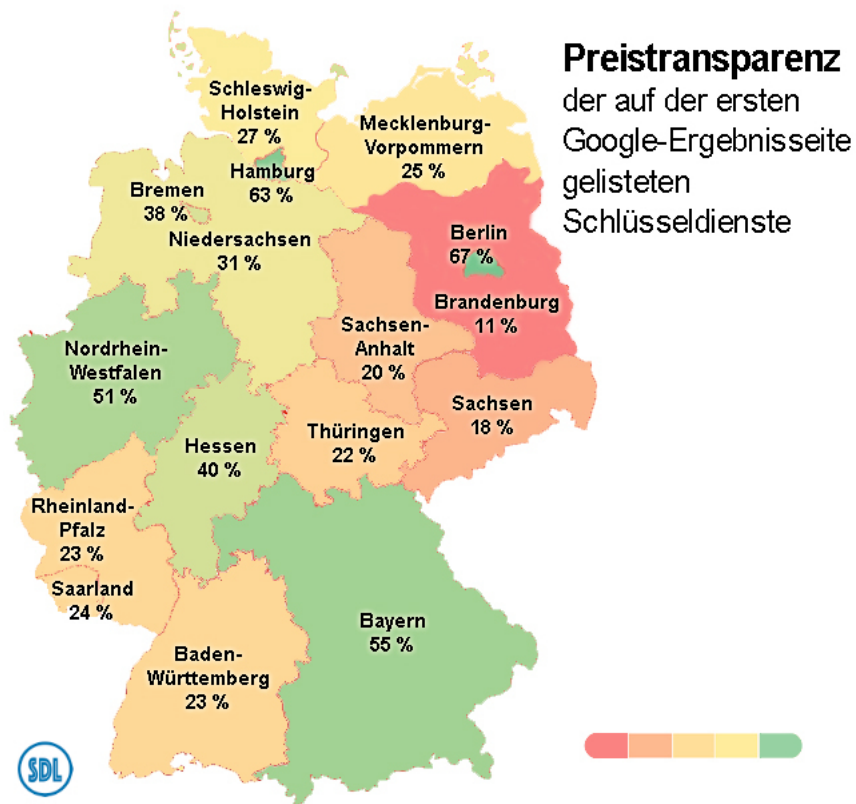 Preistransparenz
der auf der ersten
Google-Ergebnisseite
gelisteten
Schlüsseldienste
Schleswig-
Holstein
27 %
Mecklenburg-
Vorpommern
25 %
Hamburg
63 %
Bremen
38 %
Niedersachsen
31 %
Berlin
67 %
Brandenburg
11 %
Sachsen-
Anhalt
20 %
Nordrhein-
Westfalen
51 %
Sachsen
18 %
Thüringen
22 %
Hessen
40 %
Rheinland-
Pfalz
23 %
Saarland
24 %
Bayern
55 %
Baden-
Württemberg
23 %
SDL